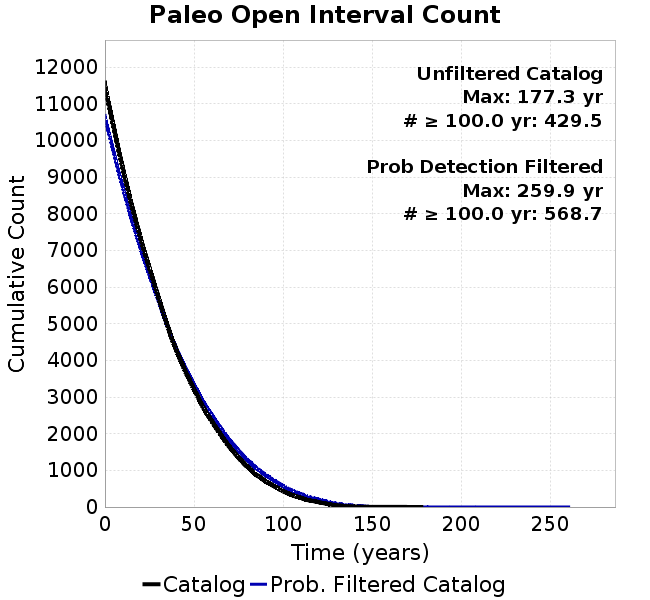 Paleo Open Interval Count
Unfiltered Catalog
Max: 177.3 yr
# ≥ 100.0 yr: 429.5
Prob Detection Filtered
Max: 259.9 yr
# ≥ 100.0 yr: 568.7
Cumulative Count
12000
11000
10000
9000
8000
7000
6000
5000
4000
3000
2000
1000
0
0 50 100 150 200 250
Time (years)
Catalog Prob. Filtered Catalog